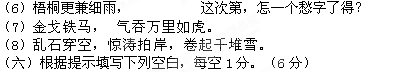 （6）梧桐更兼细雨，　　　　　　　这次第，怎一个愁字了得？
（7）金戈铁马， 气吞万里如虎。
（8）乱石穿空，惊涛拍岸，卷起千堆雪。
（六）根据提示填写下列空白，每空1分。（6分）